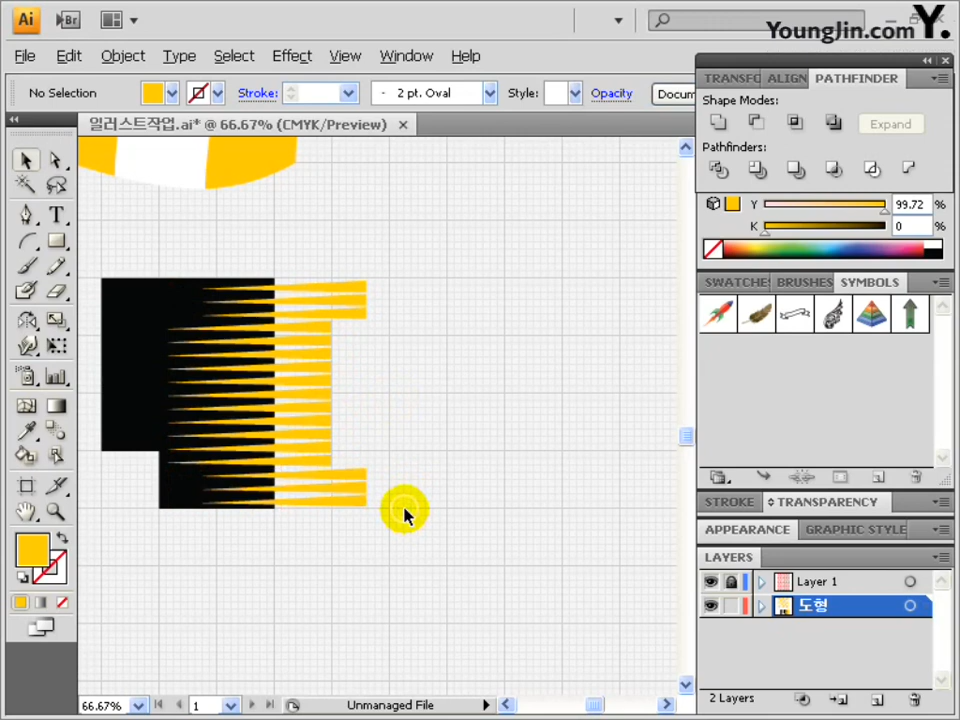 Ai Br
YoungJin.com Y.
File Edit Object Type Select Effect View Window Help
No Selection Stroke: 2 pt. Oval Style: Opacity Docum
TRANSFO ALIGN PATHFINDER
Shape Modes:
Expand
Pathfinders:
Y 99.72 %
K 0 %
일러스트작업.ai* @ 66.67% (CMYK/Preview)
SWATCHE BRUSHES SYMBOLS
STROKE TRANSPARENCY
APPEARANCE GRAPHIC STYLE
LAYERS
Layer 1
도형
2 Layers
66.67% 1 Unmanaged File